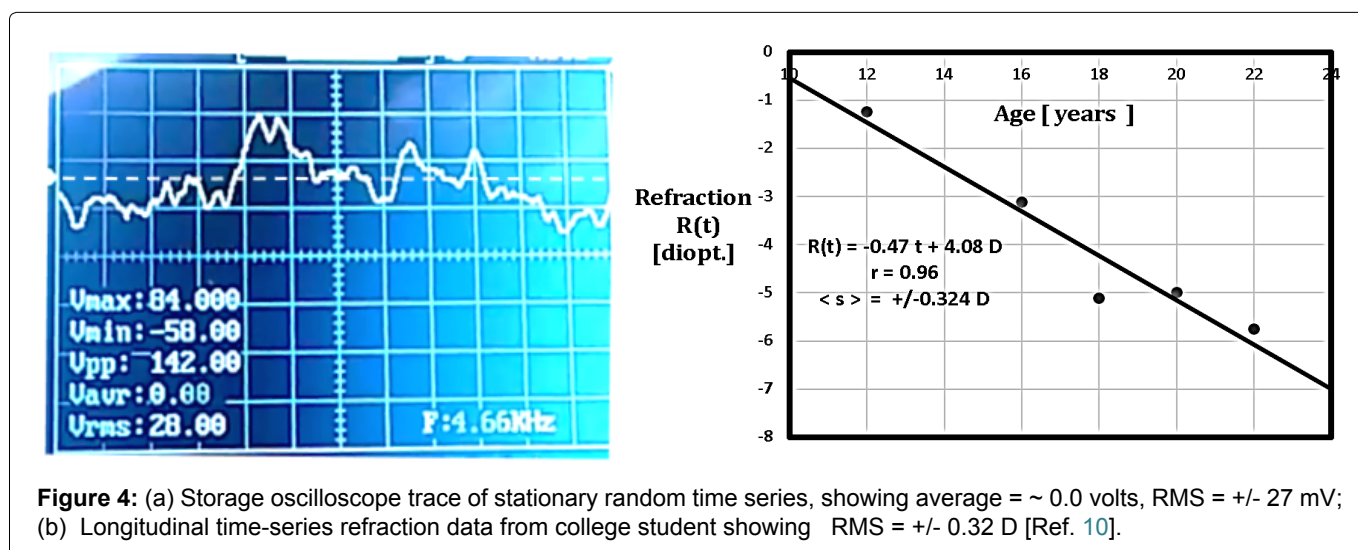 Vmax:84.000
Vmin:-58.00
Vpp: 142.00
Vavr:0.00
Vrms:28.00
F:4.66KHz
0
10 12 14 16 18 20 22 24
-1
-2
-3
-4
-5
-6
-7
-8
Age [ years ]
Refraction
R(t)
[diopt.]
R(t) = -0.47 t + 4.08 D
r = 0.96
< s > = +/-0.324 D
Figure 4: (a) Storage oscilloscope trace of stationary random time series, showing average = ~ 0.0 volts, RMS = +/- 27 mV;
(b) Longitudinal time-series refraction data from college student showing RMS = +/- 0.32 D [Ref. 10].